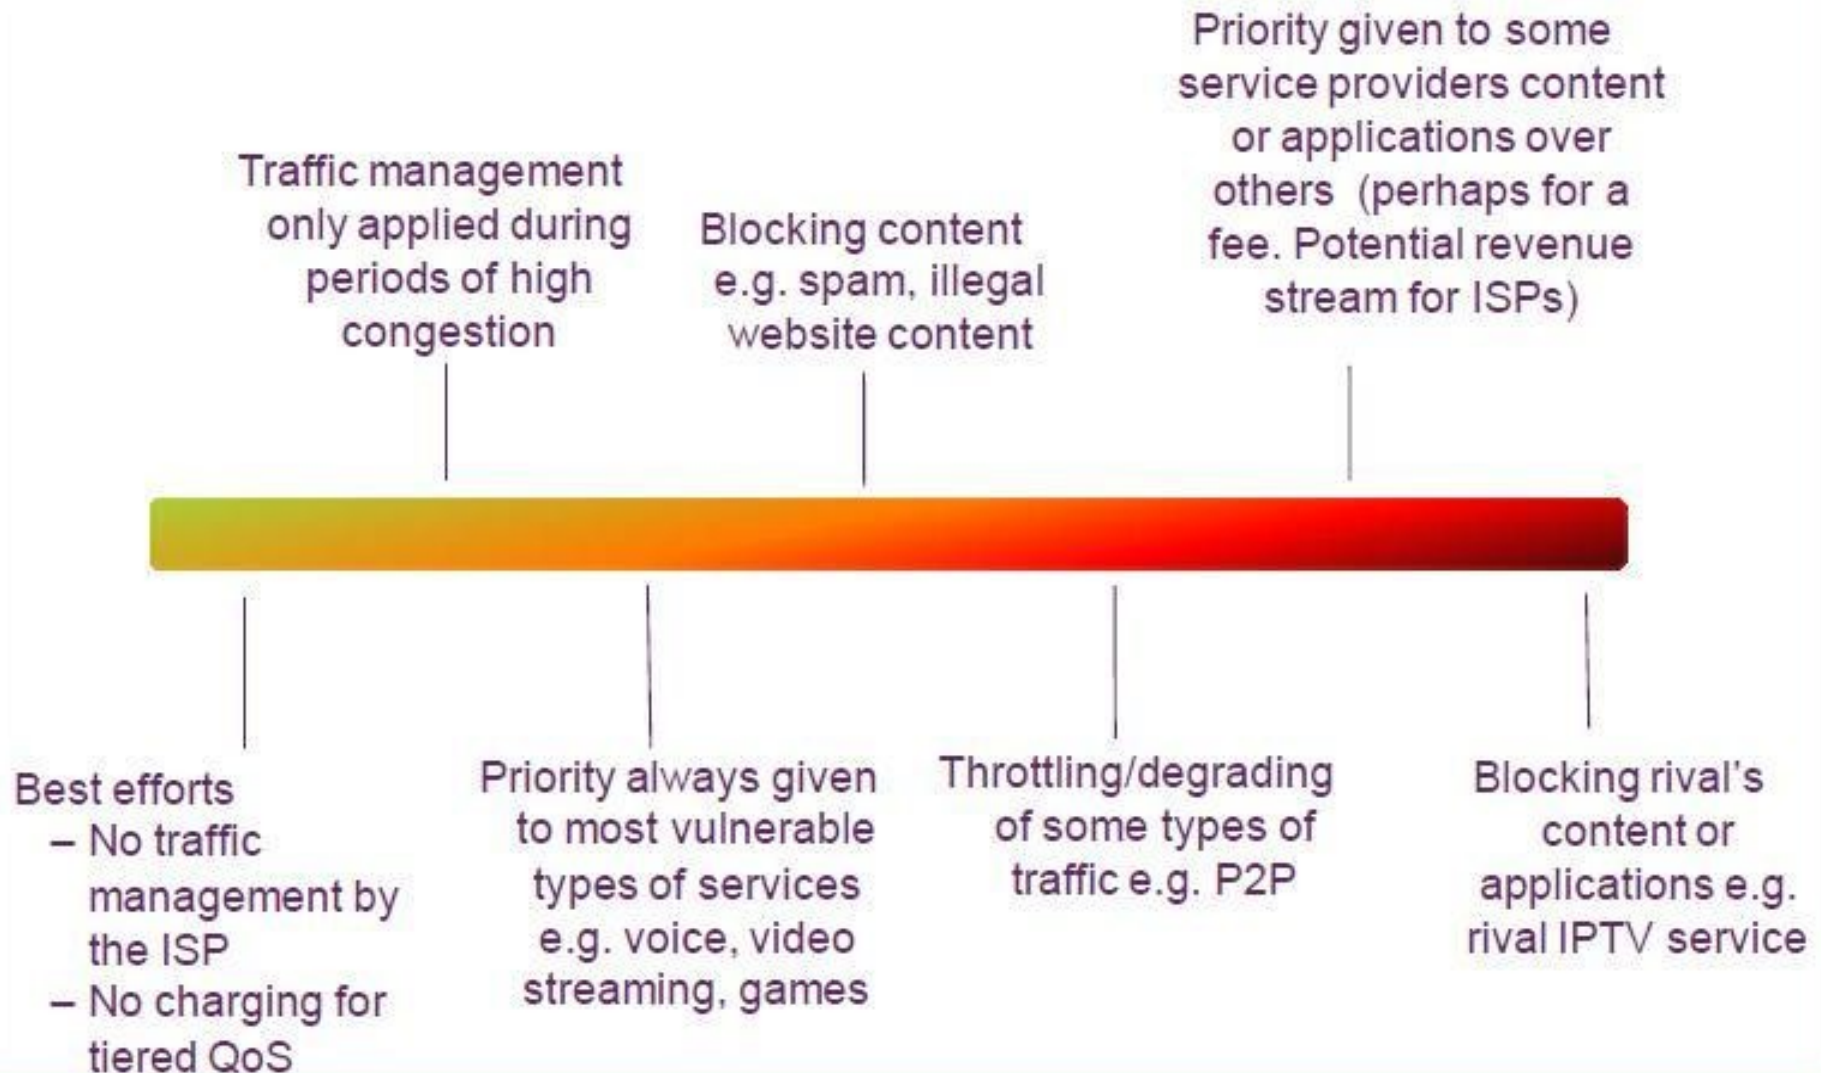 Priority given to some
service providers content
or applications over
others (perhaps for a
fee. Potential revenue
stream for ISPs)
Traffic management
only applied during
periods of high
congestion
Blocking content
e.g. spam, illegal
website content
Best efforts
– No traffic
management by
the ISP
– No charging for
tiered QoS
Priority always given
to most vulnerable
types of services
e.g. voice, video
streaming, games
Throttling/degrading
of some types of
traffic e.g. P2P
Blocking rival's
content or
applications e.g.
rival IPTV service